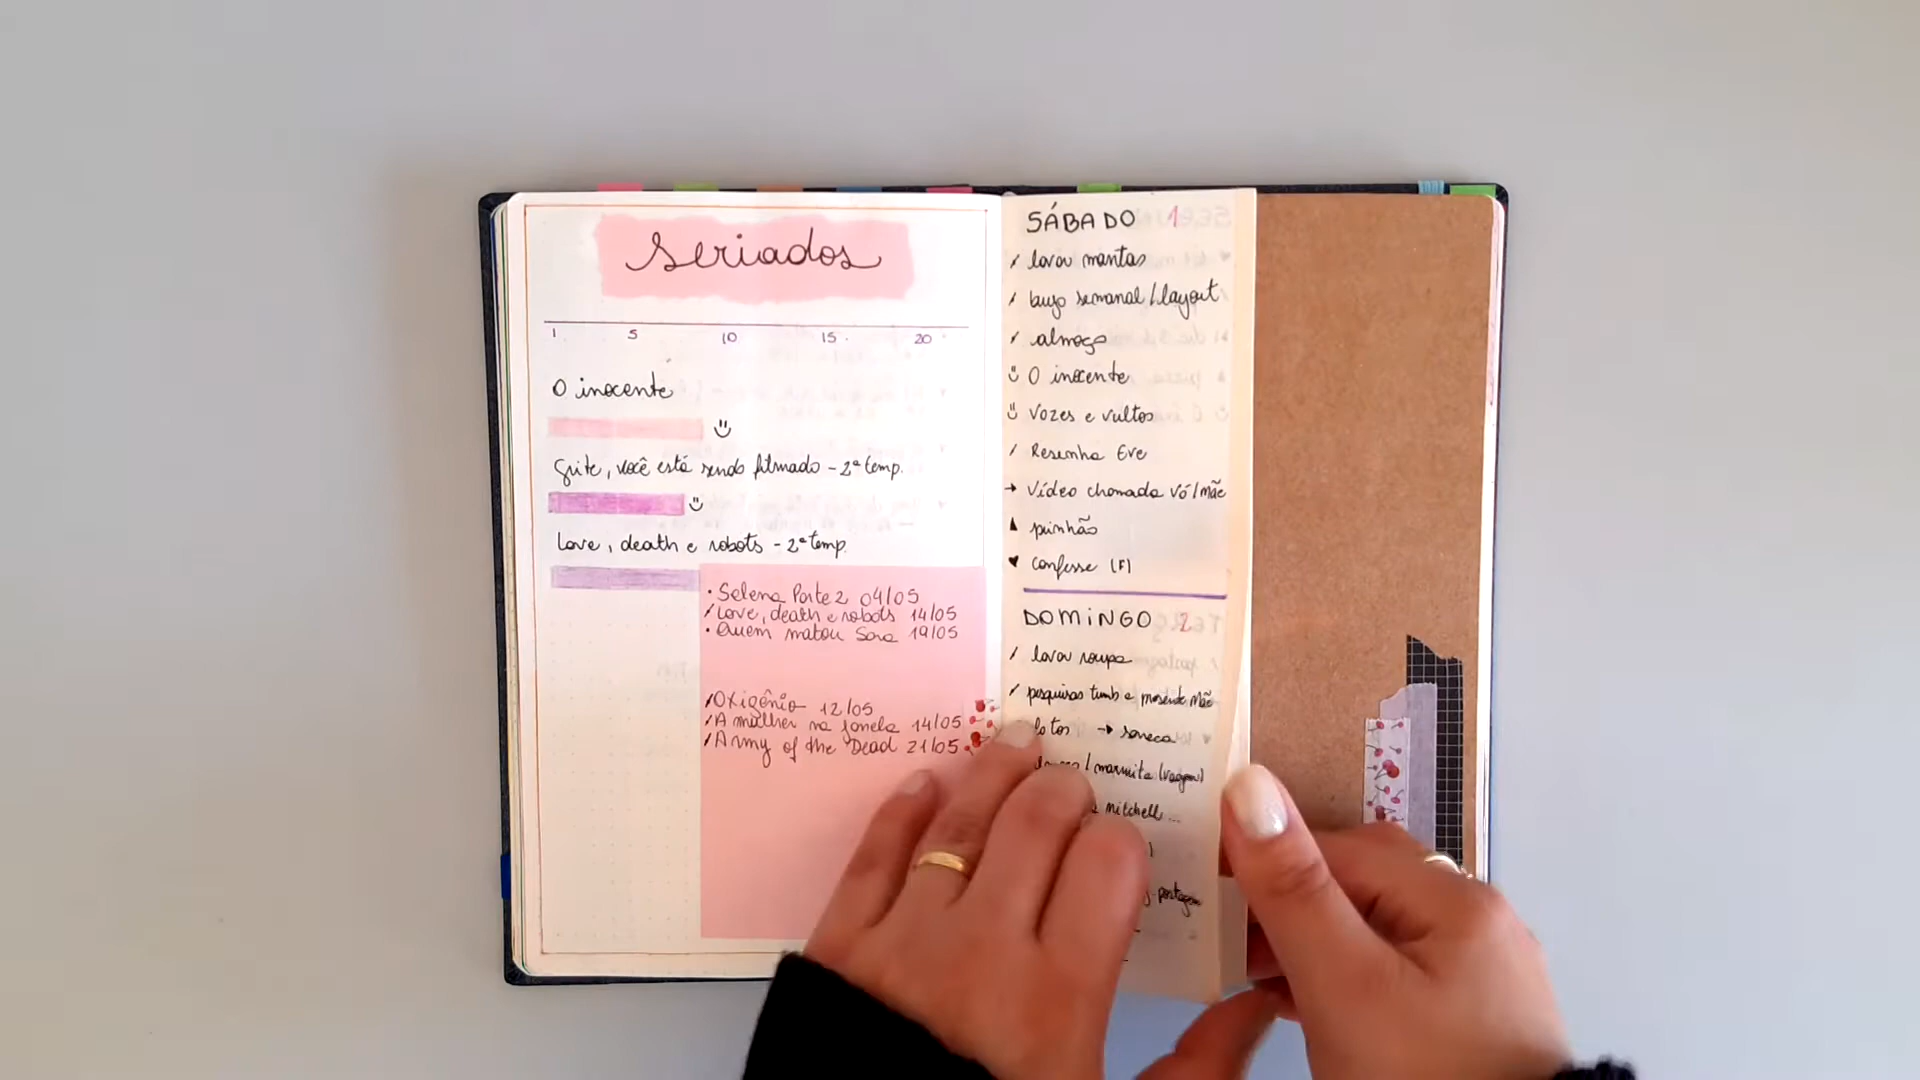 Seriados
1 5 10 15 20
O inocente
Grite, você está sendo filmado - 2ª temp.
Love, death e robots - 2ª temp.
• Selena Parte 2 04/05
/ Love, death e robots 14/05
• Quem matou Sara 19/05
/ Oxigênio 12/05
/ A mulher na janela 14/05
/ Army of the Dead 21/05
SÁBADO 1
/ lavar mantas
/ bujo semanal / layout
/ almoço
O inocente
Vozes e vultos
/ Resenha Eve
→ Vídeo chamada vó/mãe
pinhão
♥ Confesse (F)
DOMINGO 2
/ lavar roupa
/ pesquisas tumb e presente mãe
fotos → soneca
/ marmita (vagem)
Mitchell...
postagem